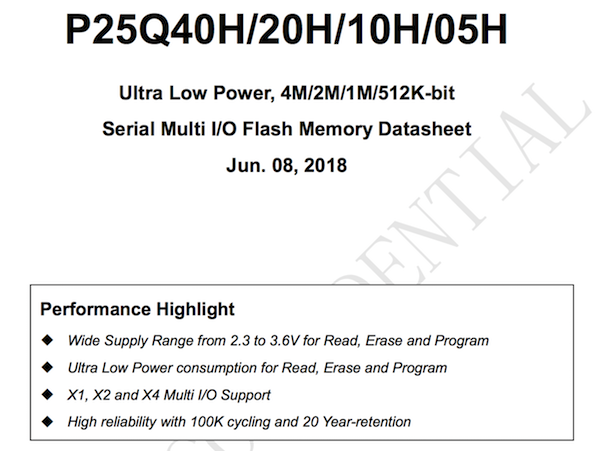 P25Q40H/20H/10H/05H
Ultra Low Power, 4M/2M/1M/512K-bit
Serial Multi I/O Flash Memory Datasheet
Jun. 08, 2018
Performance Highlight
◆ Wide Supply Range from 2.3 to 3.6V for Read, Erase and Program
◆ Ultra Low Power consumption for Read, Erase and Program
◆ X1, X2 and X4 Multi I/O Support
◆ High reliability with 100K cycling and 20 Year-retention